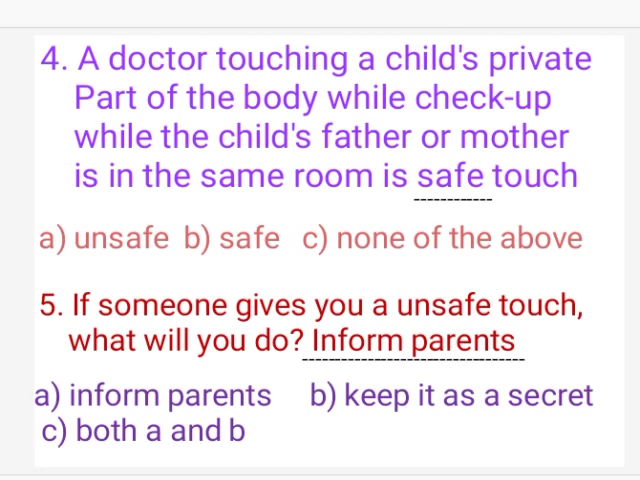 4. A doctor touching a child's private
Part of the body while check-up
while the child's father or mother
is in the same room is safe touch
a) unsafe b) safe c) none of the above
5. If someone gives you a unsafe touch,
what will you do? Inform parents
a) inform parents b) keep it as a secret
c) both a and b